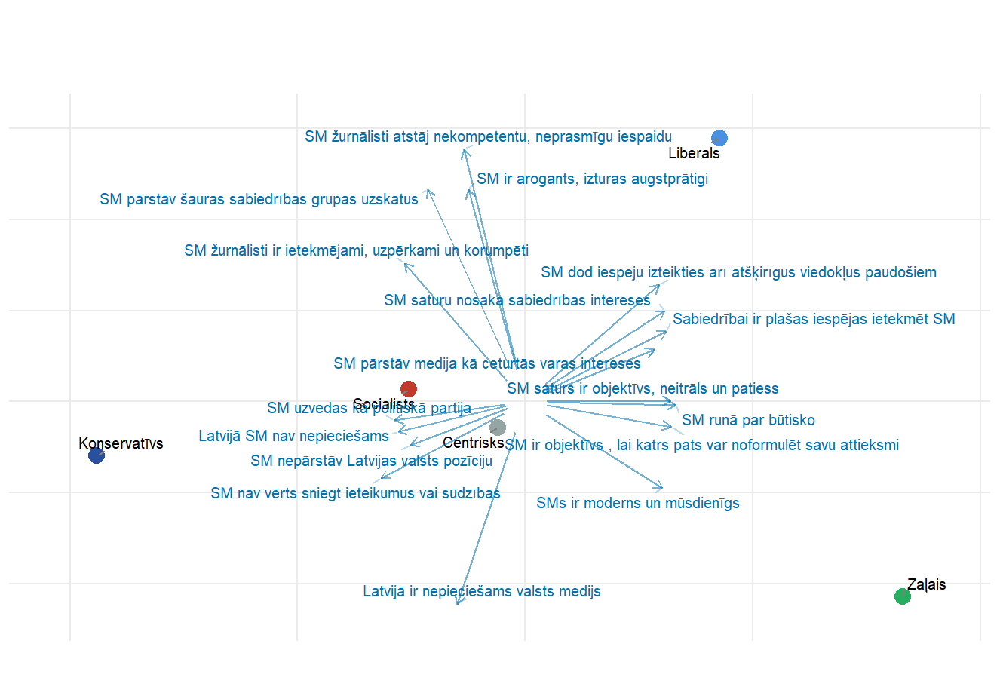 SM žurnālisti atstāj nekompetentu, neprasmīgu iespaidu
Liberāls
SM ir arogants, izturas augstprātīgi
SM pārstāv šauras sabiedrības grupas uzskatus
SM žurnālisti ir ietekmējami, uzpērkami un korumpēti
SM dod iespēju izteikties arī atšķirīgus viedokļus paudošiem
SM saturu nosaka sabiedrības intereses
Sabiedrībai ir plašas iespējas ietekmēt SM
SM pārstāv medija kā ceturtās varas intereses
SM saturs ir objektīvs, neitrāls un patiess
Sociālists
SM uzvedas kā politiskā partija
SM runā par būtisko
Latvijā SM nav nepieciešams
Konservatīvs
Centrisks
SM ir objektīvs , lai katrs pats var noformulēt savu attieksmi
SM nepārstāv Latvijas valsts pozīciju
SM nav vērts sniegt ieteikumus vai sūdzības
SMs ir moderns un mūsdienīgs
Zaļais
Latvijā ir nepieciešams valsts medijs